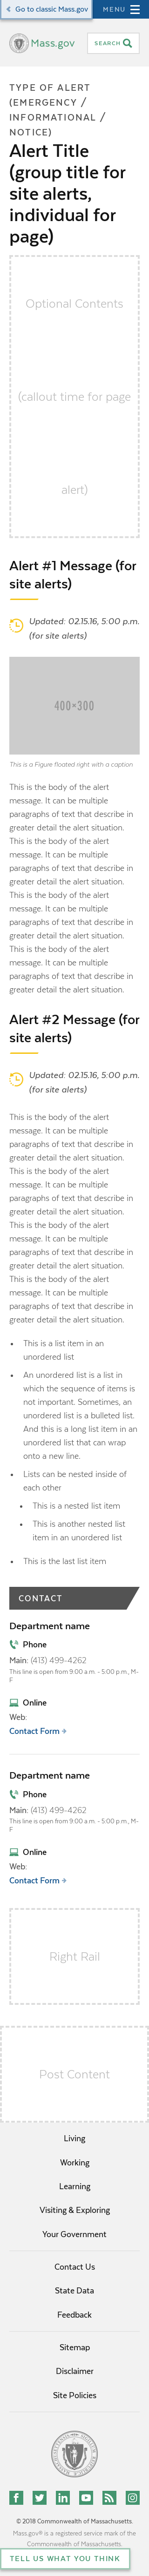 Go to classic Mass.gov
MENU
Mass.gov
SEARCH
TYPE OF ALERT
(EMERGENCY /
INFORMATIONAL /
NOTICE)
Alert Title
(group title for
site alerts,
individual for
page)
Optional Contents
(callout time for page
alert)
Alert #1 Message (for
site alerts)
Updated: 02.15.16, 5:00 p.m.
(for site alerts)
400×300
This is a Figure floated right with a caption
This is the body of the alert
message. It can be multiple
paragraphs of text that describe in
greater detail the alert situation.
This is the body of the alert
message. It can be multiple
paragraphs of text that describe in
greater detail the alert situation.
This is the body of the alert
message. It can be multiple
paragraphs of text that describe in
greater detail the alert situation.
This is the body of the alert
message. It can be multiple
paragraphs of text that describe in
greater detail the alert situation.
Alert #2 Message (for
site alerts)
Updated: 02.15.16, 5:00 p.m.
(for site alerts)
This is the body of the alert
message. It can be multiple
paragraphs of text that describe in
greater detail the alert situation.
This is the body of the alert
message. It can be multiple
paragraphs of text that describe in
greater detail the alert situation.
This is the body of the alert
message. It can be multiple
paragraphs of text that describe in
greater detail the alert situation.
This is the body of the alert
message. It can be multiple
paragraphs of text that describe in
greater detail the alert situation.
• This is a list item in an
unordered list
• An unordered list is a list in
which the sequence of items is
not important. Sometimes, an
unordered list is a bulleted list.
And this is a long list item in an
unordered list that can wrap
onto a new line.
• Lists can be nested inside of
each other
• This is a nested list item
• This is another nested list
item in an unordered list
• This is the last list item
CONTACT
Department name
Phone
Main: (413) 499-4262
This line is open from 9:00 a.m. - 5:00 p.m., M-
F
Online
Web:
Contact Form
Department name
Phone
Main: (413) 499-4262
This line is open from 9:00 a.m. - 5:00 p.m., M-
F
Online
Web:
Contact Form
Right Rail
Post Content
Living
Working
Learning
Visiting & Exploring
Your Government
Contact Us
State Data
Feedback
Sitemap
Disclaimer
Site Policies
© 2018 Commonwealth of Massachusetts.
Mass.gov® is a registered service mark of the
Commonwealth of Massachusetts.
TELL US WHAT YOU THINK